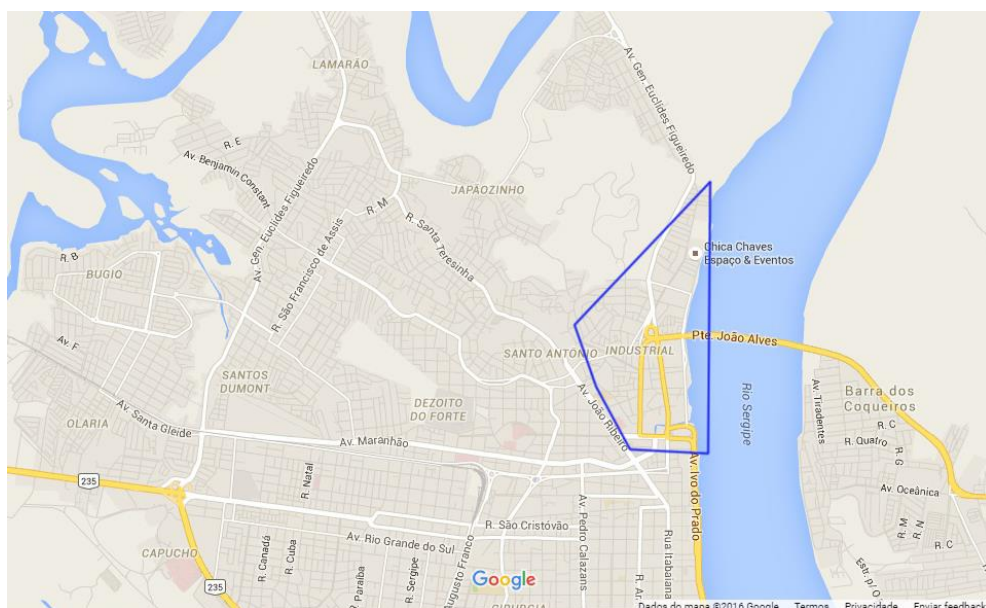 LAMARÃO
Av. Gen. Euclides Figueiredo
R. E
Av. Benjamin Constant
JAPÃOZINHO
R. M
Av. Gen. Euclides Figueiredo
R. São Francisco de Assis
R. Santa Teresinha
Chica Chaves
Espaço & Eventos
R. B
BUGIO
Pte. João Alves
Av. F
SANTO ANTONIO
INDUSTRIAL
SANTOS
DUMONT
Rio Sergipe
Av. Tiradentes
Barra dos
Coqueiros
DEZOITO
DO FORTE
Av. João Ribeiro
OLARIA
Av. Santa Gleide
R. C
R. Quatro
R. G
Av. Maranhão
235
R. Natal
Av. Ivo do Prado
Av. Oceânica
R. São Cristóvão
Av. Pedro Calazans
R. M
R. N
Av. Rio Grande do Sul
Rua Itabaiana
R. C
CAPUCHO
R. Canadá
R. Cuba
R. Sergipe
R. Paraíba
Augusto Franco
235
Google
R. Ar
Estr. p/ O
CIRURGIA
Dados do mapa ©2016 Google Termos Privacidade Enviar feedback